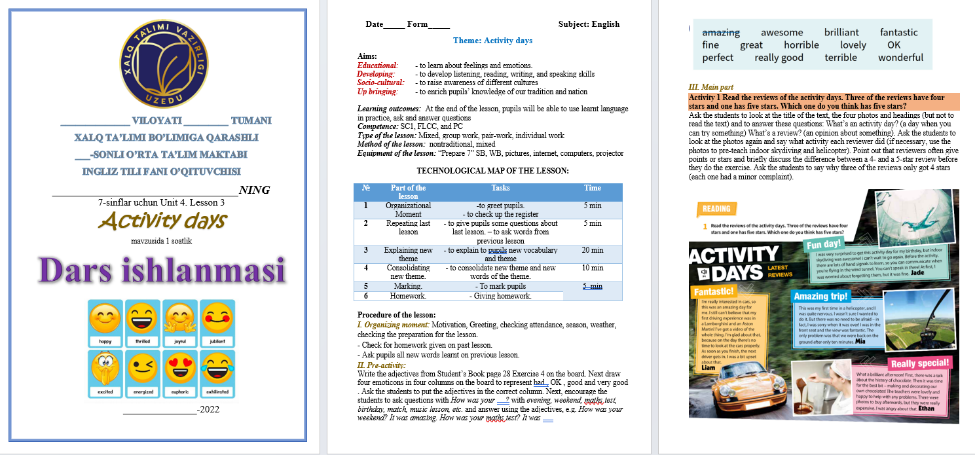 XALQ TALIMI VAZIRLIGI
UZEDU
____________ VILOYATI ________ TUMANI
XALQ TA'LIMI BO'LIMIGA QARASHLI
___-SONLI O'RTA TA'LIM MAKTABI
INGLIZ TILI FANI O'QITUVCHISI
______________________________NING
7-sinflar uchun Unit 4. Lesson 3
Activity days
mavzusida 1 soatlik
Dars ishlanmasi
happy thrilled joyful jubilant
excited energized euphoric exhilarated
______________-2022
Date_____ Form_____ Subject: English
Theme: Activity days
Aims:
Educational: - to learn about feelings and emotions.
Developing: - to develop listening, reading, writing, and speaking skills
Socio-cultural: - to raise awareness of different cultures
Up bringing: - to enrich pupils' knowledge of our tradition and nation
Learning outcomes: At the end of the lesson, pupils will be able to use learnt language
in practice, ask and answer questions
Competence: SC1, FLCC, and PC
Type of the lesson: Mixed, group work, pair-work, individual work
Method of the lesson: nontraditional, mixed
Equipment of the lesson: "Prepare 7" SB, WB, pictures, internet, computers, projector
TECHNOLOGICAL MAP OF THE LESSON:
№ Part of the lesson Tasks Time
1 Organizational Moment -to greet pupils. - to check up the register 5 min
2 Repeating last lesson - to give pupils some questions about last lesson. – to ask words from previous lesson 5 min
3 Explaining new theme - to explain to pupils new vocabulary and theme 20 min
4 Consolidating new theme. - to consolidate new theme and new words of the theme. 10 min
5 Marking. - To mark pupils 5 min
6 Homework. - Giving homework.
Procedure of the lesson:
I. Organizing moment: Motivation, Greeting, checking attendance, season, weather,
checking the preparation for the lesson.
- Check for homework given on past lesson.
- Ask pupils all new words learnt on previous lesson.
II. Pre-activity:
Write the adjectives from Student's Book page 28 Exercise 4 on the board. Next draw
four emoticons in four columns on the board to represent bad, OK , good and very good
. Ask the students to put the adjectives in the correct column. Next, encourage the
students to ask questions with How was your ___? with evening, weekend, maths test,
birthday, match, music lesson, etc. and answer using the adjectives, e.g. How was your
weekend? It was amazing. How was your maths test? It was ___
amazing awesome brilliant fantastic
fine great horrible lovely OK
perfect really good terrible wonderful
III. Main part
Activity 1 Read the reviews of the activity days. Three of the reviews have four
stars and one has five stars. Which one do you think has five stars?
Ask the students to look at the title of the text, the four photos and headings (but not to
read the text) and to answer these questions: What's an activity day? (a day when you
can try something) What's a review? (an opinion about something). Ask the students to
look at the photos again and say what activity each reviewer did (if necessary, use the
photos to pre-teach indoor skydiving and helicopter). Point out that reviewers often give
points or stars and briefly discuss the difference between a 4- and a 5-star review before
they do the exercise. Ask the students to say why three of the reviews only got 4 stars
(each one had a minor complaint).
READING
1 Read the reviews of the activity days. Three of the reviews have four
stars and one has five stars. Which one do you think has five stars?
ACTIVITY
DAYS LATEST
REVIEWS
Fun day!
Jade
Fantastic!
Liam
Amazing trip!
Mia
Really special!
Ethan